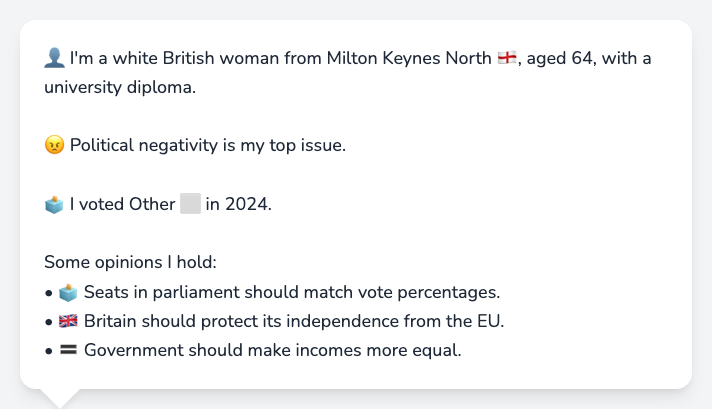 👤 I'm a white British woman from Milton Keynes North 🏴󠁧󠁢󠁥󠁮󠁧󠁿, aged 64, with a
university diploma.
😠 Political negativity is my top issue.
🗳️ I voted Other ⬜ in 2024.
Some opinions I hold:
• 🗳️ Seats in parliament should match vote percentages.
• 🇬🇧 Britain should protect its independence from the EU.
• 🟰 Government should make incomes more equal.